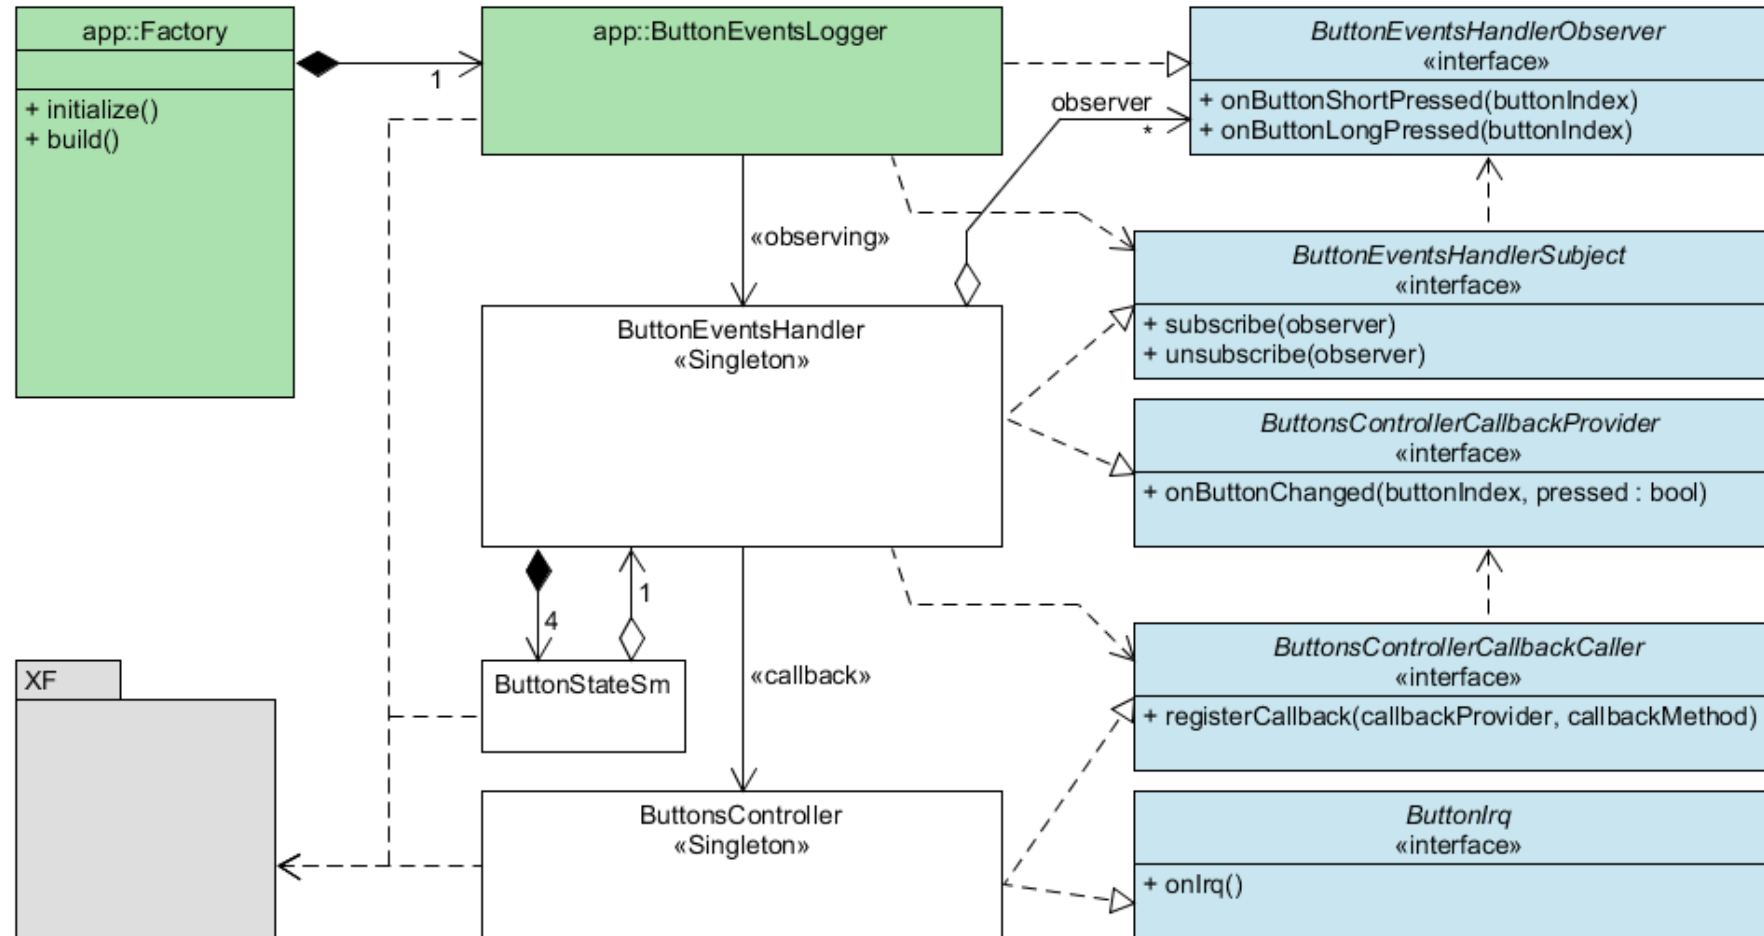 app::Factory
+ initialize()
+ build()
1
app::ButtonEventsLogger
ButtonEventsHandlerObserver
«interface»
+ onButtonShortPressed(buttonIndex)
+ onButtonLongPressed(buttonIndex)
observer
*
«observing»
ButtonEventsHandlerSubject
«interface»
+ subscribe(observer)
+ unsubscribe(observer)
ButtonEventsHandler
«Singleton»
ButtonsControllerCallbackProvider
«interface»
+ onButtonChanged(buttonIndex, pressed : bool)
4
1
ButtonStateSm
«callback»
ButtonsControllerCallbackCaller
«interface»
+ registerCallback(callbackProvider, callbackMethod)
XF
ButtonsController
«Singleton»
ButtonIrq
«interface»
+ onIrq()